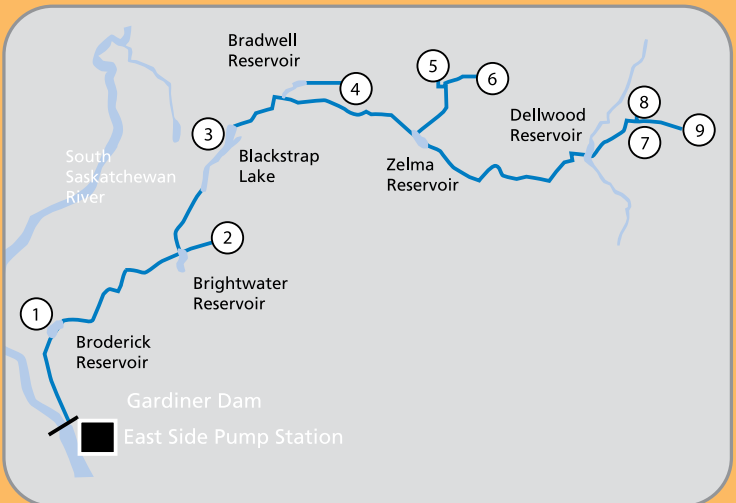 Bradwell
Reservoir
5
6
4
Dellwood
Reservoir
8
7
9
3
Blackstrap
Lake
Zelma
Reservoir
South
Saskatchewan
River
2
Brightwater
Reservoir
1
Broderick
Reservoir
Gardiner Dam
East Side Pump Station